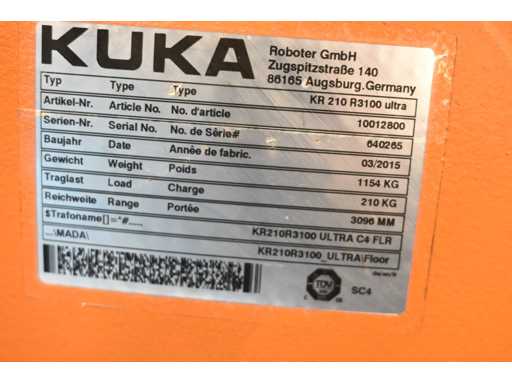 KUKA
Roboter GmbH
Zugspitzstraße 140
86165 Augsburg.Germany
Typ Type Type KR 210 R3100 ultra
Artikel-Nr. Article No. No. d'article 10012800
Serien-Nr. Serial No. No. de Série# 640265
Baujahr Date Année de fabric. 03/2015
Gewicht Weight Poids 1154 KG
Traglast Load Charge 210 KG
Reichweite Range Portée 3096 MM
$Trafoname[]="#..... KR210R3100 ULTRA C4 FLR
...\MADA\ KR210R3100_ULTRA\Floor
TÜV
SC4